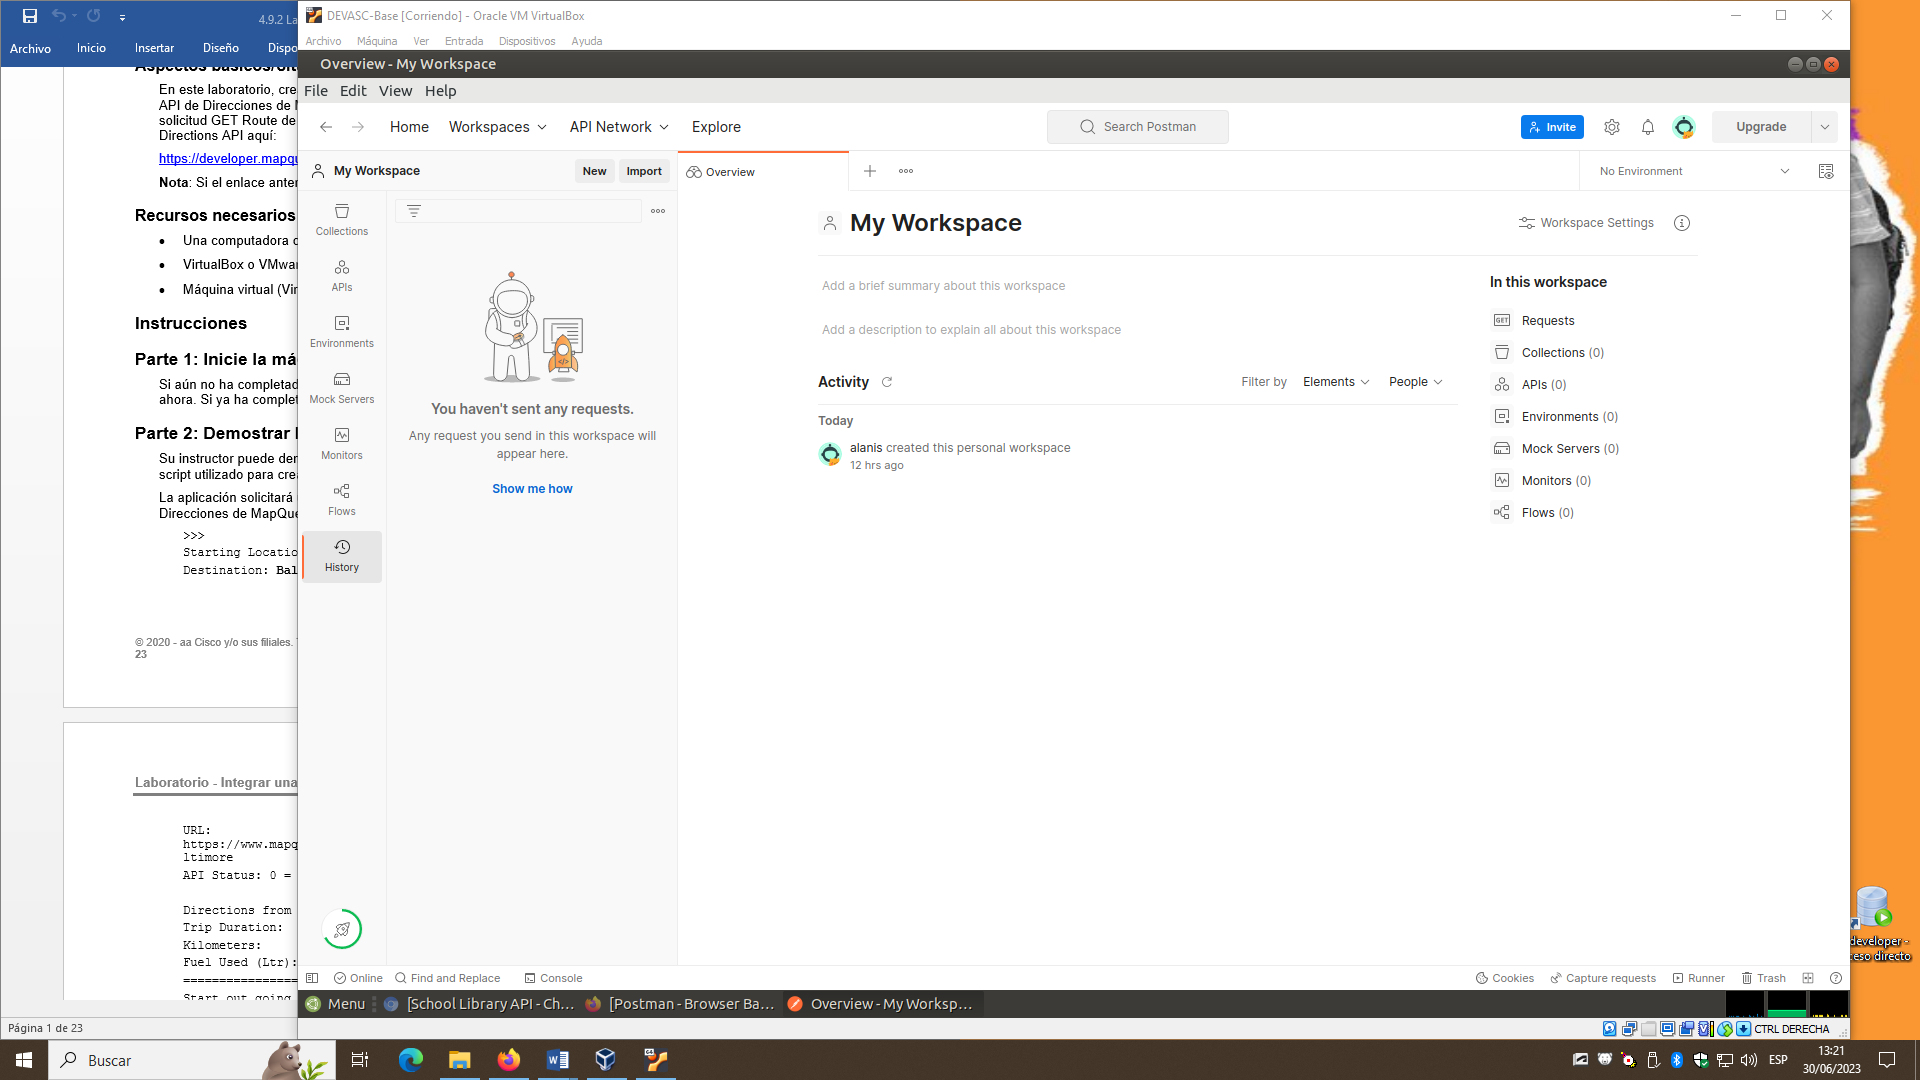 4.9.2 La
Archivo
Inicio
Insertar
Diseño
Dispo
En este laboratorio, cre
API de Direcciones de M
solicitud GET Route de
Directions API aquí:
https://developer.mapqu
Nota: Si el enlace anter
Recursos necesarios
• Una computadora c
• VirtualBox o VMwar
• Máquina virtual (Vir
Instrucciones
Parte 1: Inicie la má
Si aún no ha completad
ahora. Si ya ha complet
Parte 2: Demostrar l
Su instructor puede der
script utilizado para crea
La aplicación solicitará
Direcciones de MapQue
>>>
Starting Locatio
Destination: Bal
© 2020 - aa Cisco y/o sus filiales. T
23
Laboratorio - Integrar una
URL:
https://www.mapq
ltimore
API Status: 0 =
Directions from
Trip Duration:
Kilometers:
Fuel Used (Ltr):
=================
Start out going
Página 1 de 23
DEVASC-Base [Corriendo] - Oracle VM VirtualBox
Archivo
Máquina
Ver
Entrada
Dispositivos
Ayuda
Overview - My Workspace
File
Edit
View
Help
Home
Workspaces
API Network
Explore
Search Postman
Invite
Upgrade
My Workspace
New
Import
Overview
No Environment
Collections
APIs
Environments
Mock Servers
Monitors
Flows
History
You haven't sent any requests.
Any request you send in this workspace will
appear here.
Show me how
My Workspace
Workspace Settings
Add a brief summary about this workspace
Add a description to explain all about this workspace
Activity
Filter by
Elements
People
Today
alanis created this personal workspace
12 hrs ago
In this workspace
GET Requests
Collections (0)
APIs (0)
Environments (0)
Mock Servers (0)
Monitors (0)
Flows (0)
Online
Find and Replace
Console
Cookies
Capture requests
Runner
Trash
Menu
[School Library API - Ch...
[Postman - Browser Ba...
Overview - My Worksp...
CTRL DERECHA
developer -
ceso directo
Buscar
ESP
13:21
30/06/2023